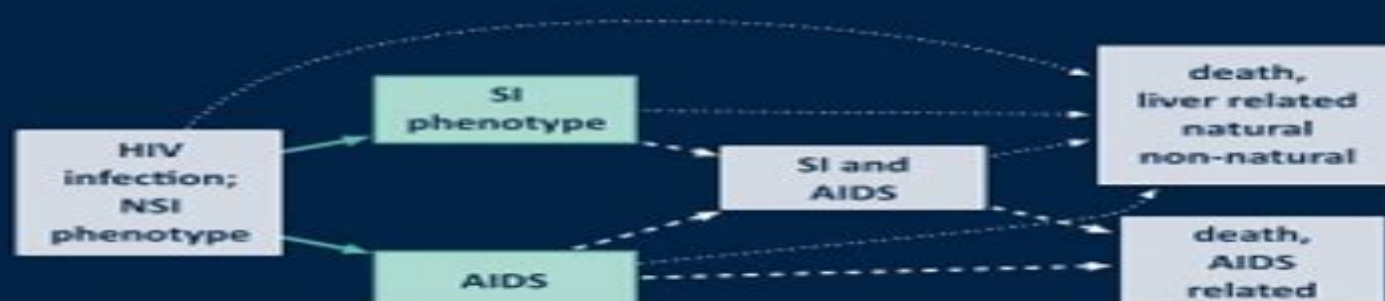 HIV
infection;
NSI
phenotype
SI
phenotype
AIDS
SI and
AIDS
death,
liver related
natural
non-natural
death,
AIDS
related